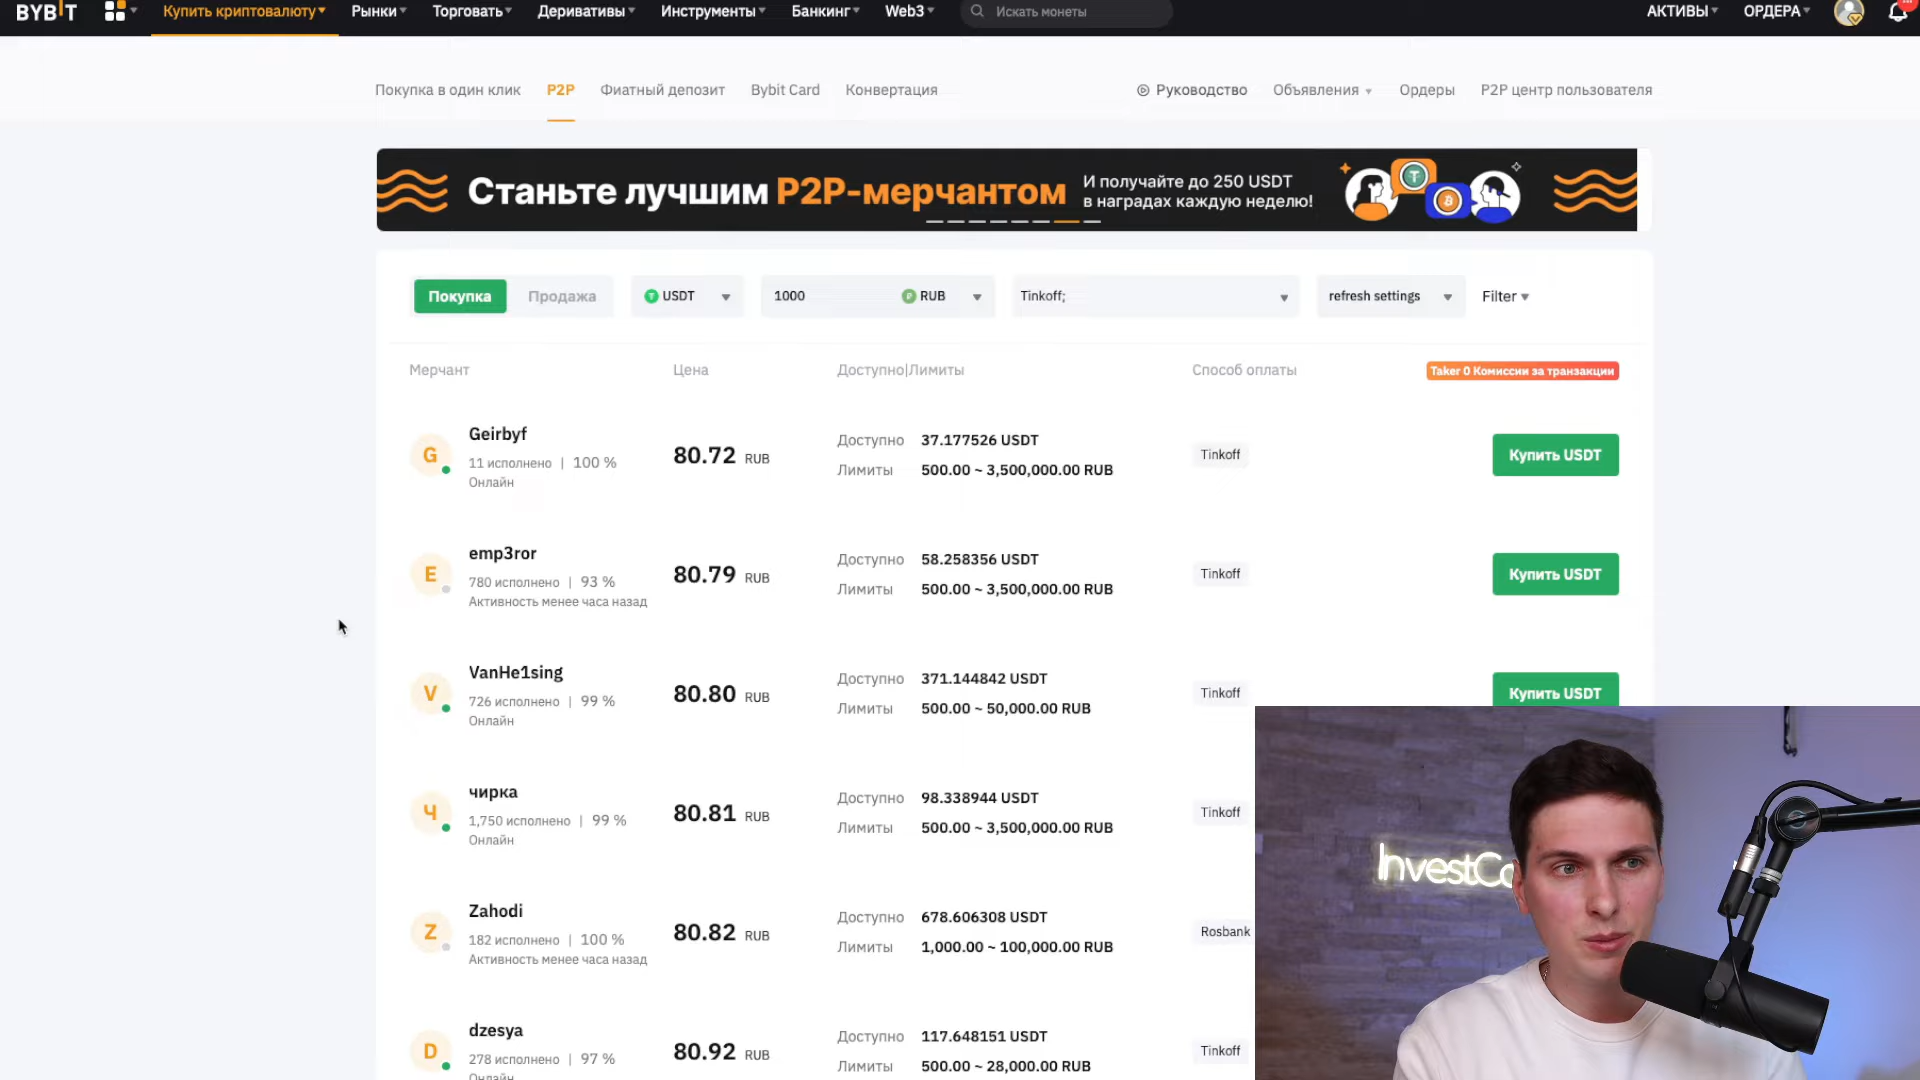 BYBIT Купить криптовалюту Рынки Торговать Деривативы Инструменты Банкинг Web3 Искать монеты АКТИВЫ ОРДЕРА
Покупка в один клик P2P Фиатный депозит Bybit Card Конвертация Руководство Объявления Ордеры P2P центр пользователя
Станьте лучшим P2P-мерчантом
И получайте до 250 USDT
в наградах каждую неделю!
Покупка Продажа USDT 1000 RUB Tinkoff; refresh settings Filter
Мерчант Цена Доступно|Лимиты Способ оплаты Taker 0 Комиссии за транзакции
G Geirbyf
11 исполнено | 100 %
Онлайн
80.72 RUB
Доступно 37.177526 USDT
Лимиты 500.00 ~ 3,500,000.00 RUB
Tinkoff
Купить USDT
E emp3ror
780 исполнено | 93 %
Активность менее часа назад
80.79 RUB
Доступно 58.258356 USDT
Лимиты 500.00 ~ 3,500,000.00 RUB
Tinkoff
Купить USDT
V VanHe1sing
726 исполнено | 99 %
Онлайн
80.80 RUB
Доступно 371.144842 USDT
Лимиты 500.00 ~ 50,000.00 RUB
Tinkoff
Купить USDT
Ч чирка
1,750 исполнено | 99 %
Онлайн
80.81 RUB
Доступно 98.338944 USDT
Лимиты 500.00 ~ 3,500,000.00 RUB
Tinkoff
Z Zahodi
182 исполнено | 100 %
Активность менее часа назад
80.82 RUB
Доступно 678.606308 USDT
Лимиты 1,000.00 ~ 100,000.00 RUB
Rosbank
D dzesya
278 исполнено | 97 %
Онлайн
80.92 RUB
Доступно 117.648151 USDT
Лимиты 500.00 ~ 28,000.00 RUB
Tinkoff